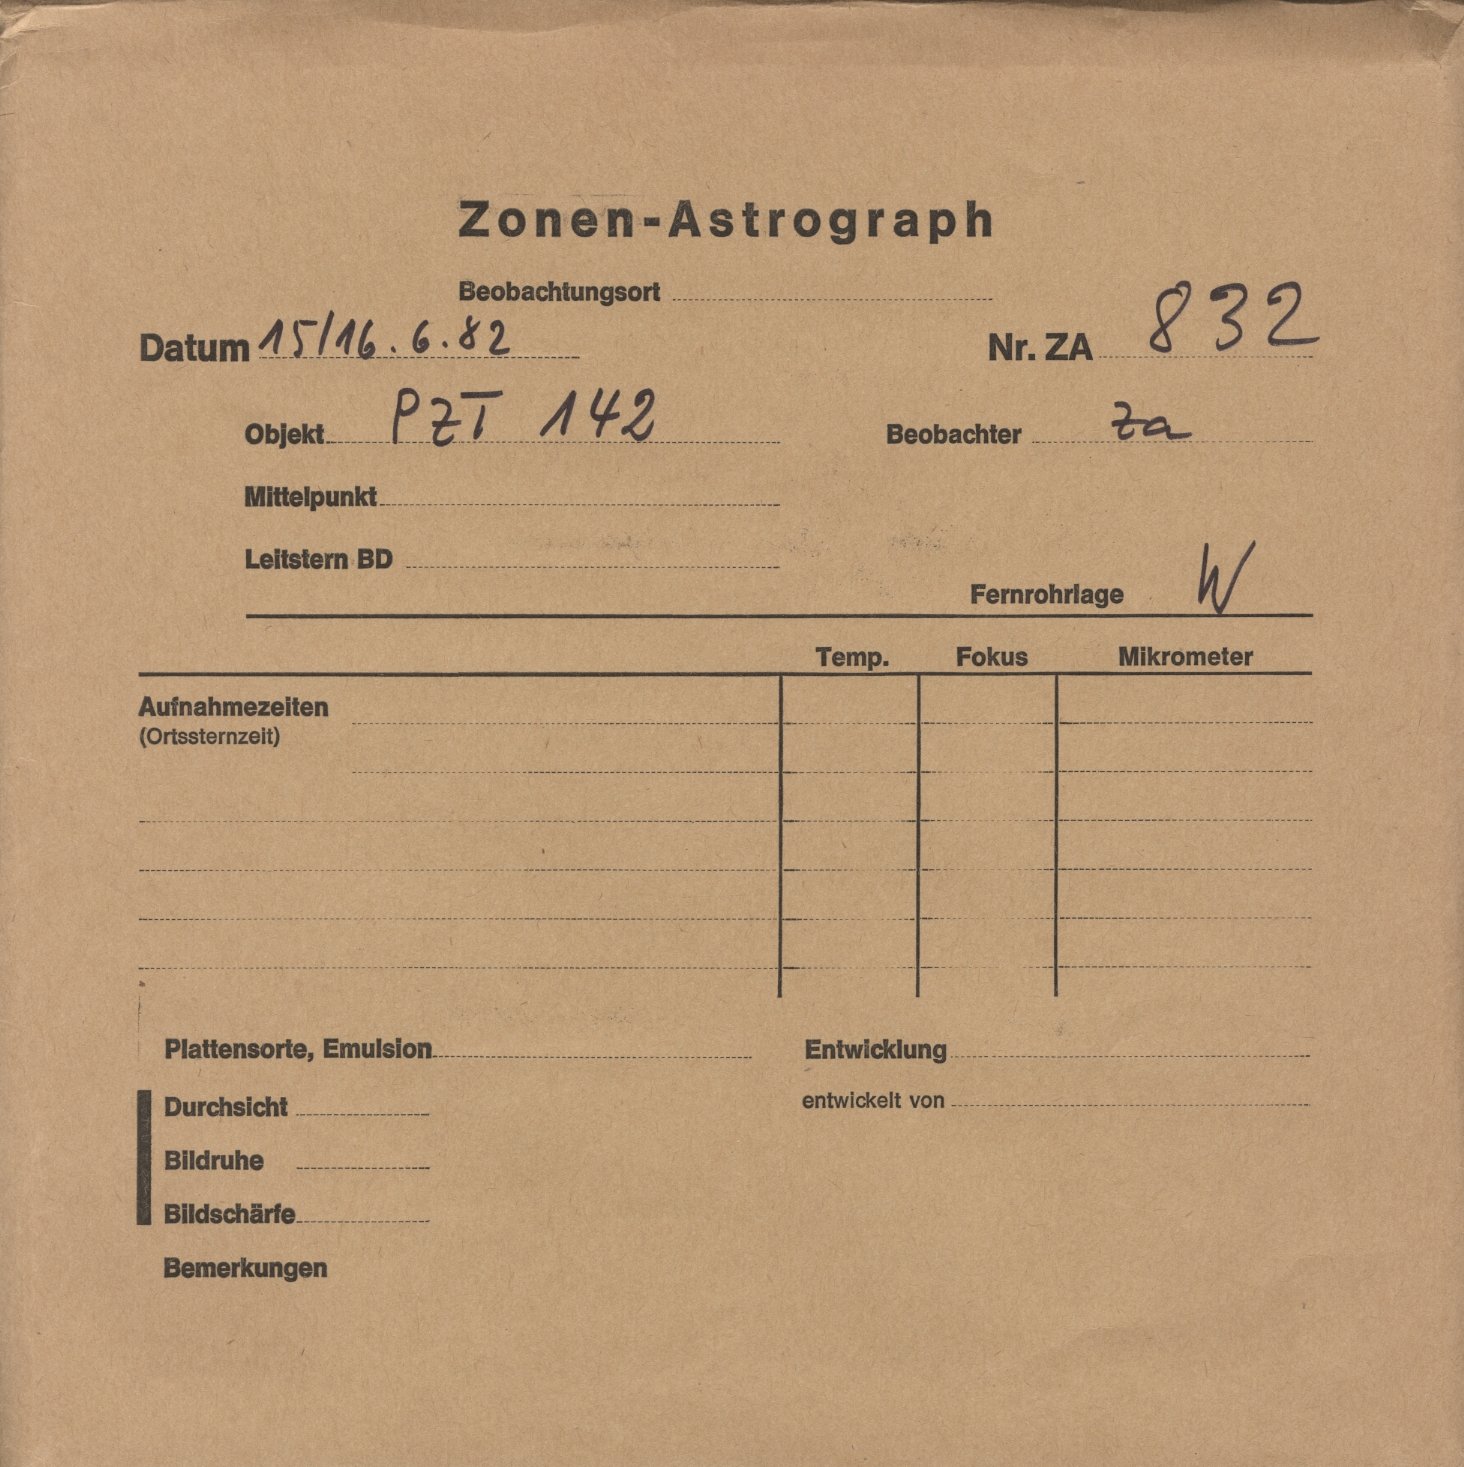 Zonen-Astrograph
Beobachtungsort
Datum 15/16.6.82 Nr. ZA 832
Objekt PZT 142 Beobachter Za
Mittelpunkt
Leitstern BD
Fernrohrlage W
Temp. Fokus Mikrometer
Aufnahmezeiten
(Ortssternzeit)
Plattensorte, Emulsion Entwicklung
Durchsicht entwickelt von
Bildruhe
Bildschärfe
Bemerkungen